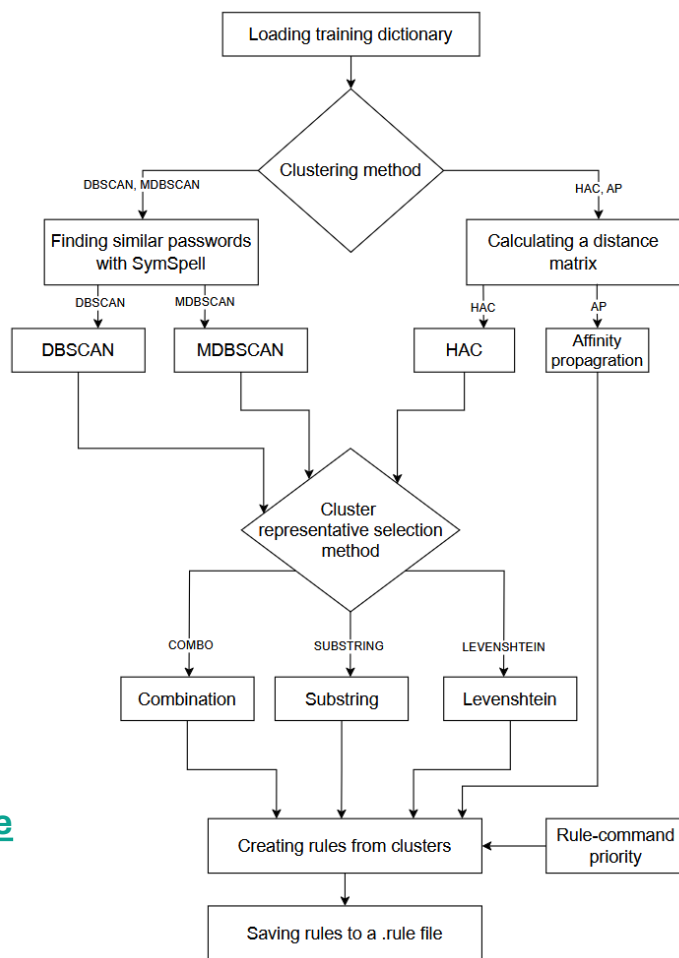 Loading training dictionary
Clustering method
DBSCAN, MDBSCAN
HAC, AP
Finding similar passwords
with SymSpell
Calculating a distance
matrix
DBSCAN
MDBSCAN
HAC
AP
DBSCAN
MDBSCAN
HAC
Affinity
propagration
Cluster
representative selection
method
COMBO
SUBSTRING
LEVENSHTEIN
Combination
Substring
Levenshtein
e
Creating rules from clusters
Rule-command
priority
Saving rules to a .rule file